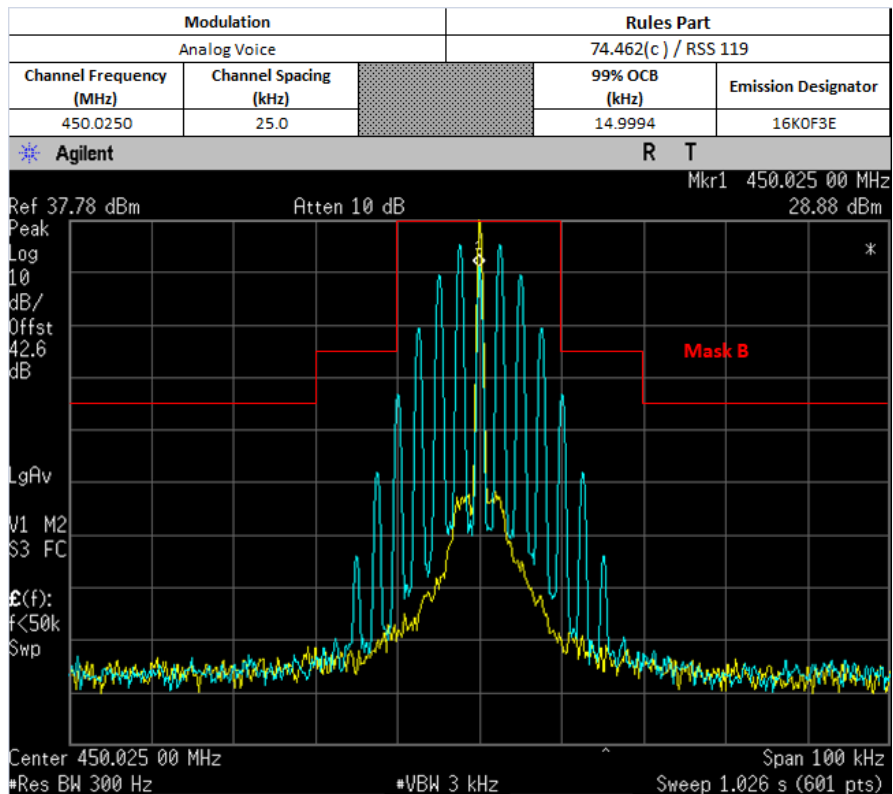 Modulation Rules Part
Analog Voice 74.462(c ) / RSS 119
Channel Frequency (MHz) Channel Spacing (kHz) 99% OCB (kHz) Emission Designator
450.0250 25.0 14.9994 16K0F3E
Agilent R T
Mkr1 450.025 00 MHz
Ref 37.78 dBm Atten 10 dB 28.88 dBm
Peak
Log
10
dB/
Offst
42.6
dB
1
*
Mask B
LgAv
V1 M2
S3 FC
£(f):
f<50k
Swp
Center 450.025 00 MHz ^ Span 100 kHz
#Res BW 300 Hz #VBW 3 kHz Sweep 1.026 s (601 pts)